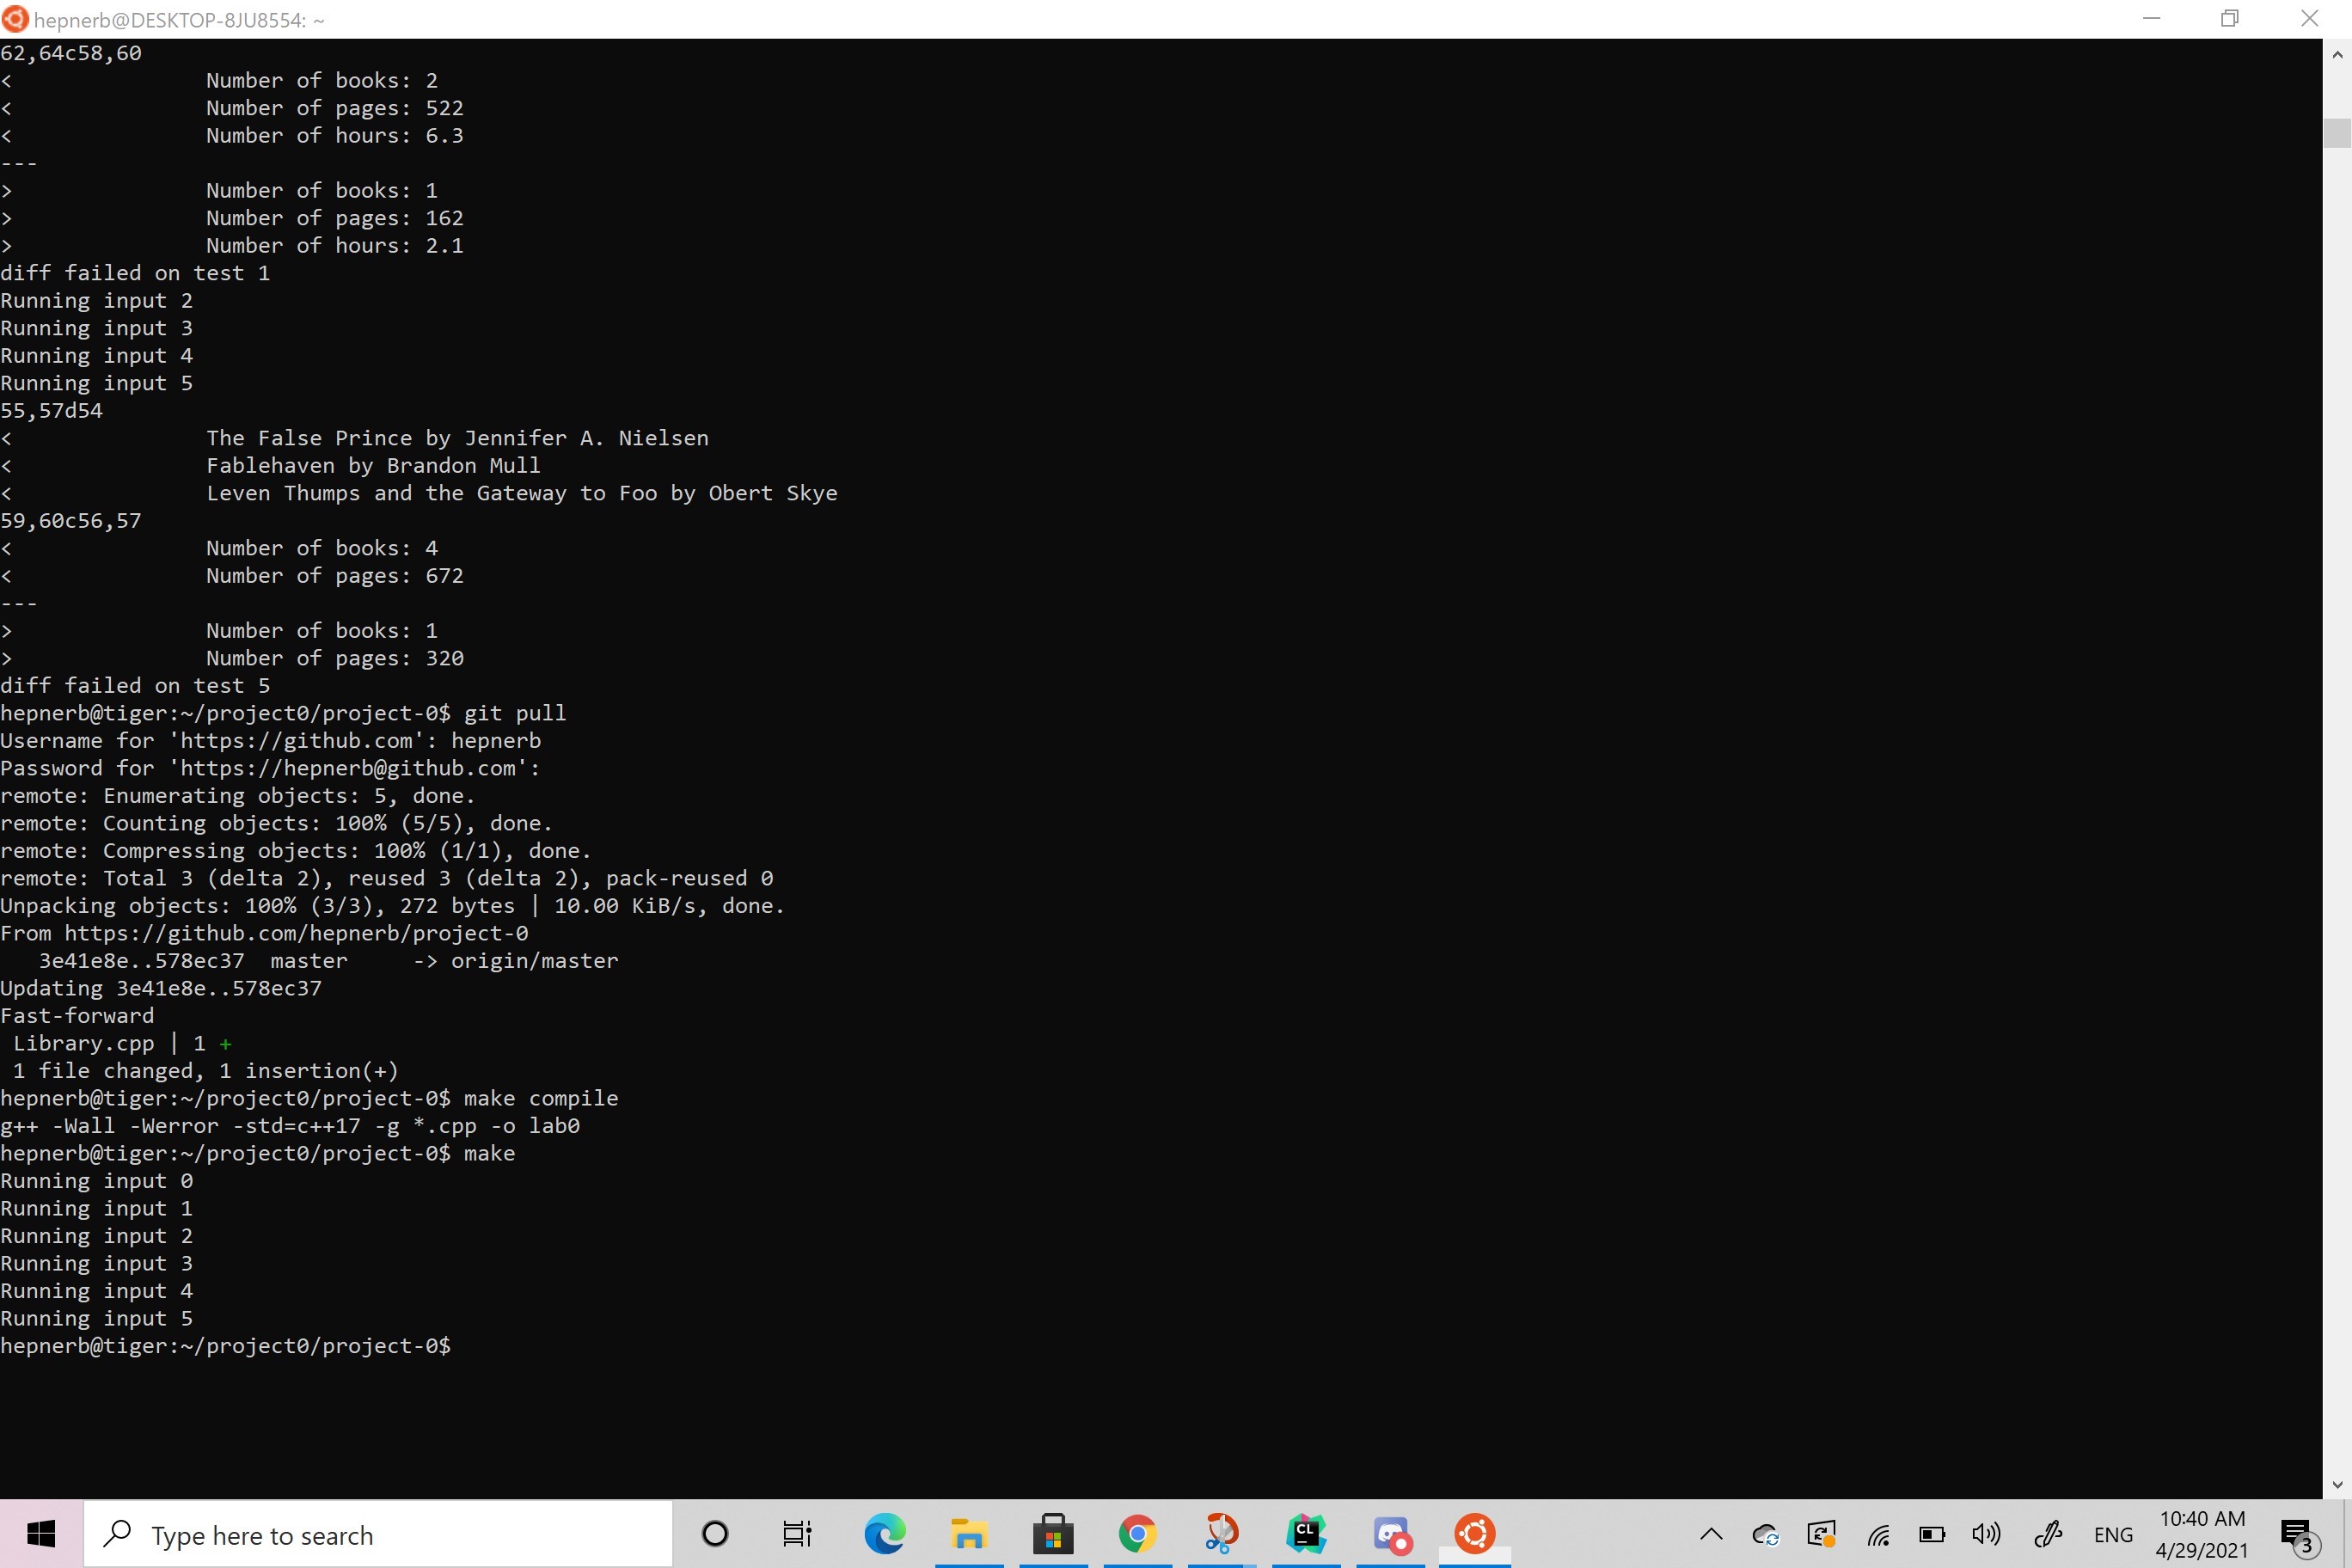 hepnerb@DESKTOP-8JU8554: ~
62,64c58,60
<               Number of books: 2
<               Number of pages: 522
<               Number of hours: 6.3
---
>               Number of books: 1
>               Number of pages: 162
>               Number of hours: 2.1
diff failed on test 1
Running input 2
Running input 3
Running input 4
Running input 5
55,57d54
<               The False Prince by Jennifer A. Nielsen
<               Fablehaven by Brandon Mull
<               Leven Thumps and the Gateway to Foo by Obert Skye
59,60c56,57
<               Number of books: 4
<               Number of pages: 672
---
>               Number of books: 1
>               Number of pages: 320
diff failed on test 5
hepnerb@tiger:~/project0/project-0$ git pull
Username for 'https://github.com': hepnerb
Password for 'https://hepnerb@github.com':
remote: Enumerating objects: 5, done.
remote: Counting objects: 100% (5/5), done.
remote: Compressing objects: 100% (1/1), done.
remote: Total 3 (delta 2), reused 3 (delta 2), pack-reused 0
Unpacking objects: 100% (3/3), 272 bytes | 10.00 KiB/s, done.
From https://github.com/hepnerb/project-0
   3e41e8e..578ec37  master     -> origin/master
Updating 3e41e8e..578ec37
Fast-forward
 Library.cpp | 1 +
 1 file changed, 1 insertion(+)
hepnerb@tiger:~/project0/project-0$ make compile
g++ -Wall -Werror -std=c++17 -g *.cpp -o lab0
hepnerb@tiger:~/project0/project-0$ make
Running input 0
Running input 1
Running input 2
Running input 3
Running input 4
Running input 5
hepnerb@tiger:~/project0/project-0$
Type here to search
CL
ENG
10:40 AM
4/29/2021
3